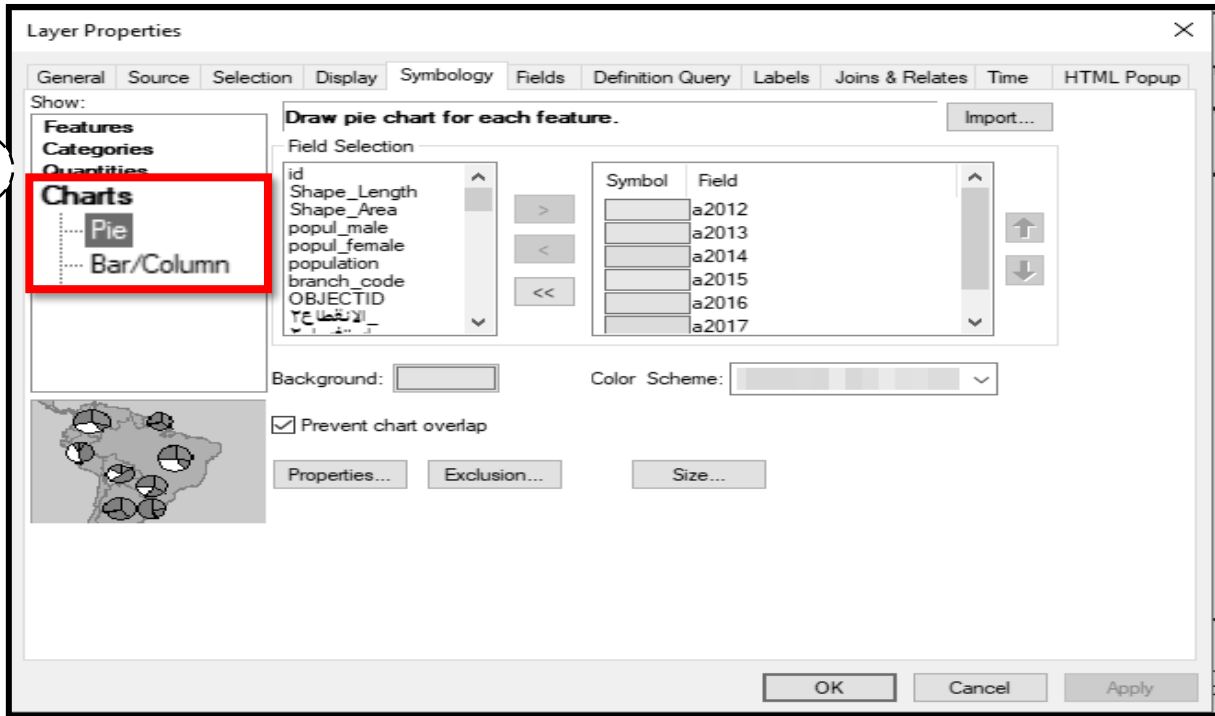 Layer Properties
General Source Selection Display Symbology Fields Definition Query Labels Joins & Relates Time HTML Popup
Show:
Features
Categories
Quantities
Charts
Pie
Bar/Column
Draw pie chart for each feature.
Import...
Field Selection
id
Shape_Length
Shape_Area
popul_male
popul_female
population
branch_code
OBJECTID
_الانقطاع٢
>
<
<<
Symbol Field
a2012
a2013
a2014
a2015
a2016
a2017
Background:
Color Scheme:
Prevent chart overlap
Properties... Exclusion... Size...
OK Cancel Apply